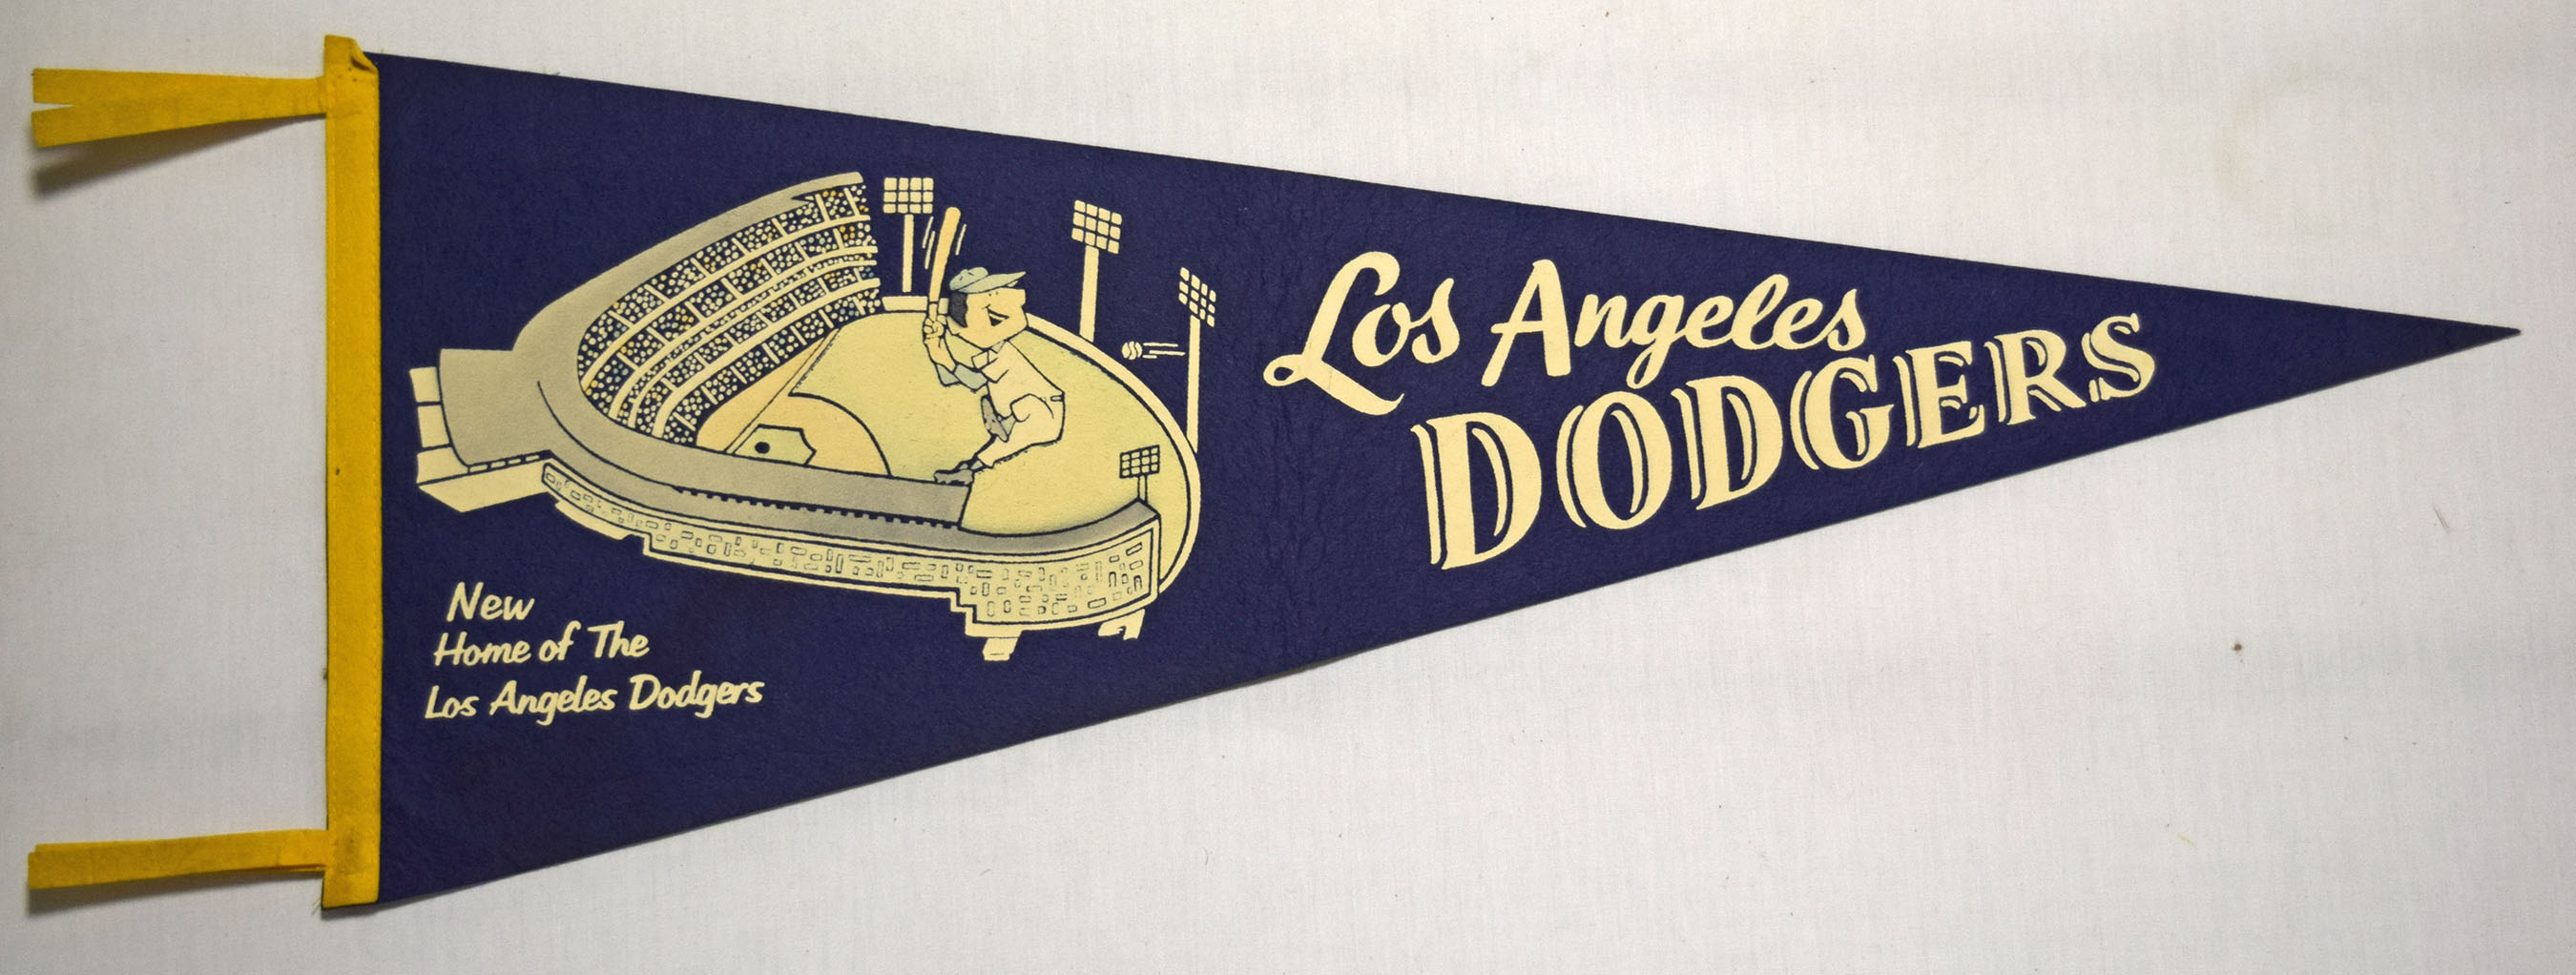 Los Angeles
DODGERS
New
Home of The
Los Angeles Dodgers